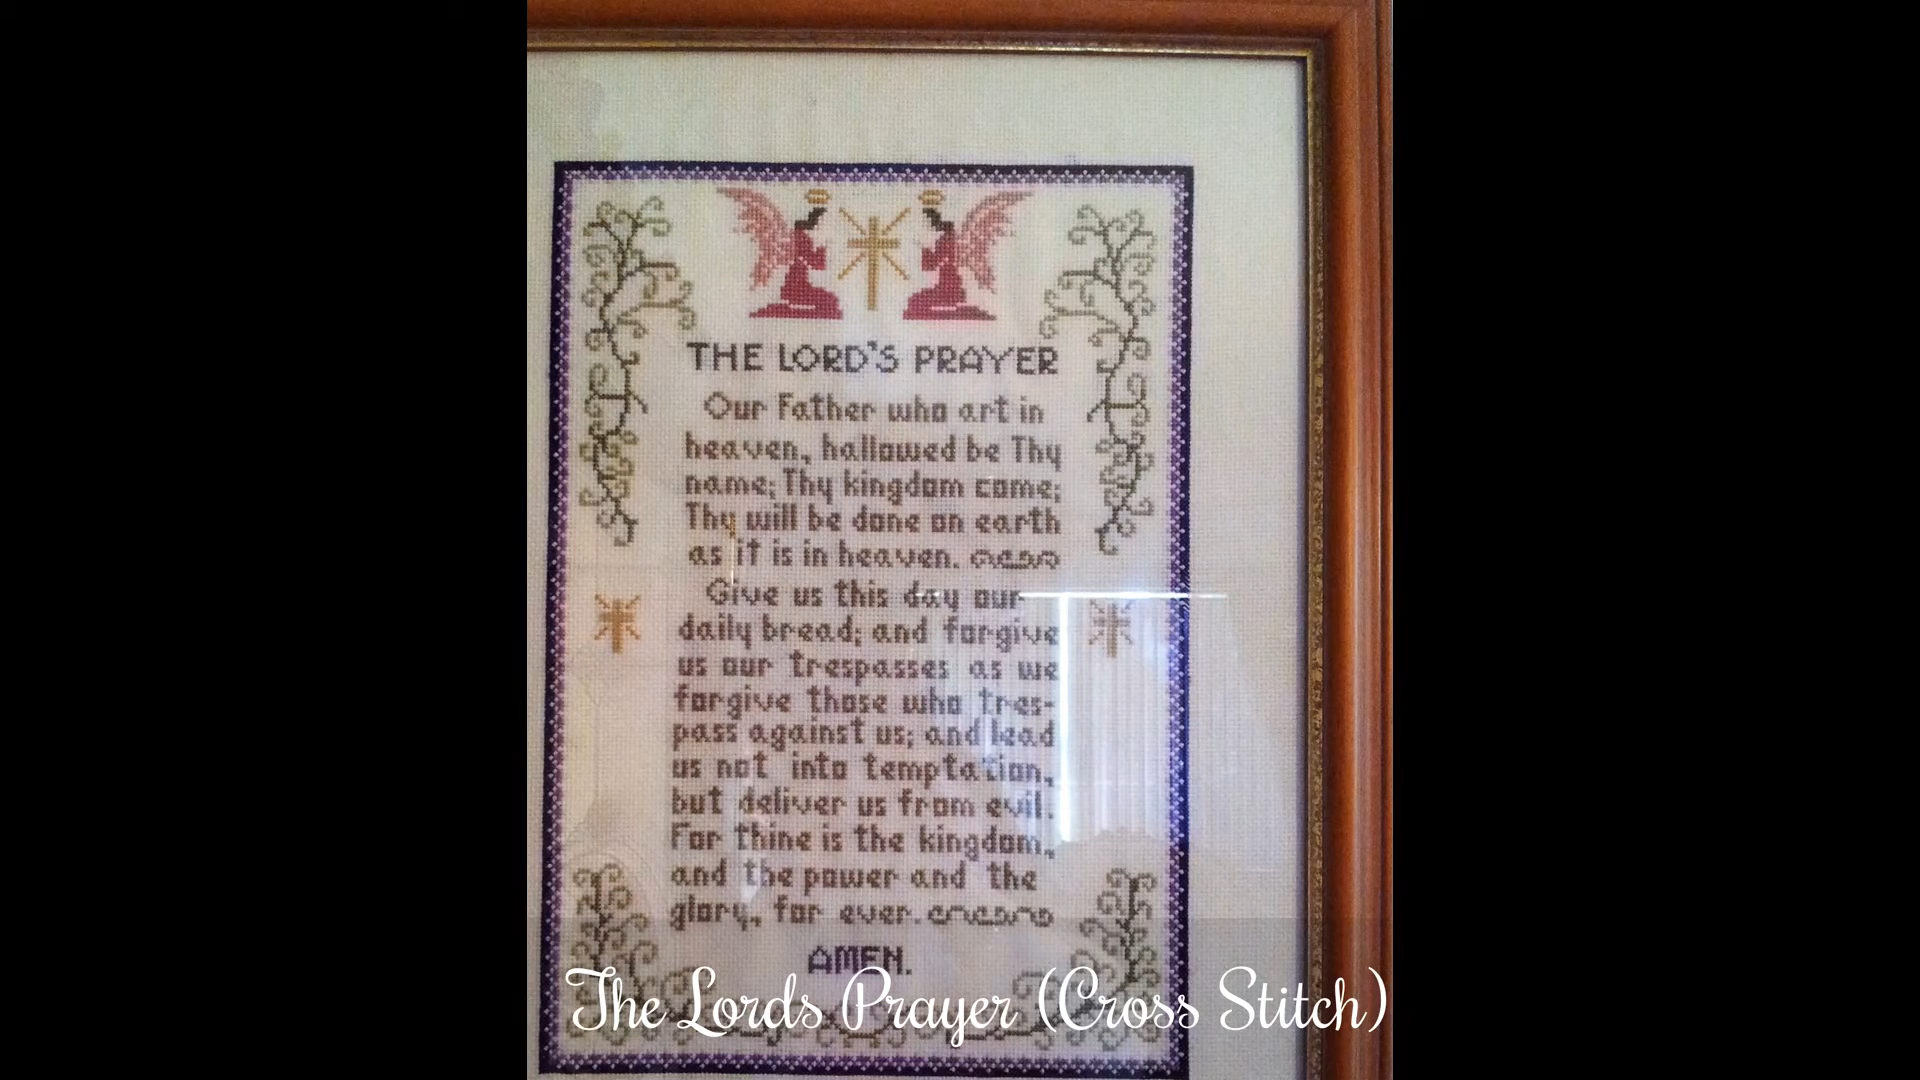 THE LORD'S PRAYER
Our Father who art in
heaven, hallowed be Thy
name; Thy kingdom come;
Thy will be done on earth
as it is in heaven.
Give us this day our
daily bread; and forgive
us our trespasses as we
forgive those who tres-
pass against us; and lead
us not into temptation,
but deliver us from evil.
For thine is the kingdom,
and the power and the
glory, for ever.
AMEN.
The Lords Prayer (Cross Stitch)